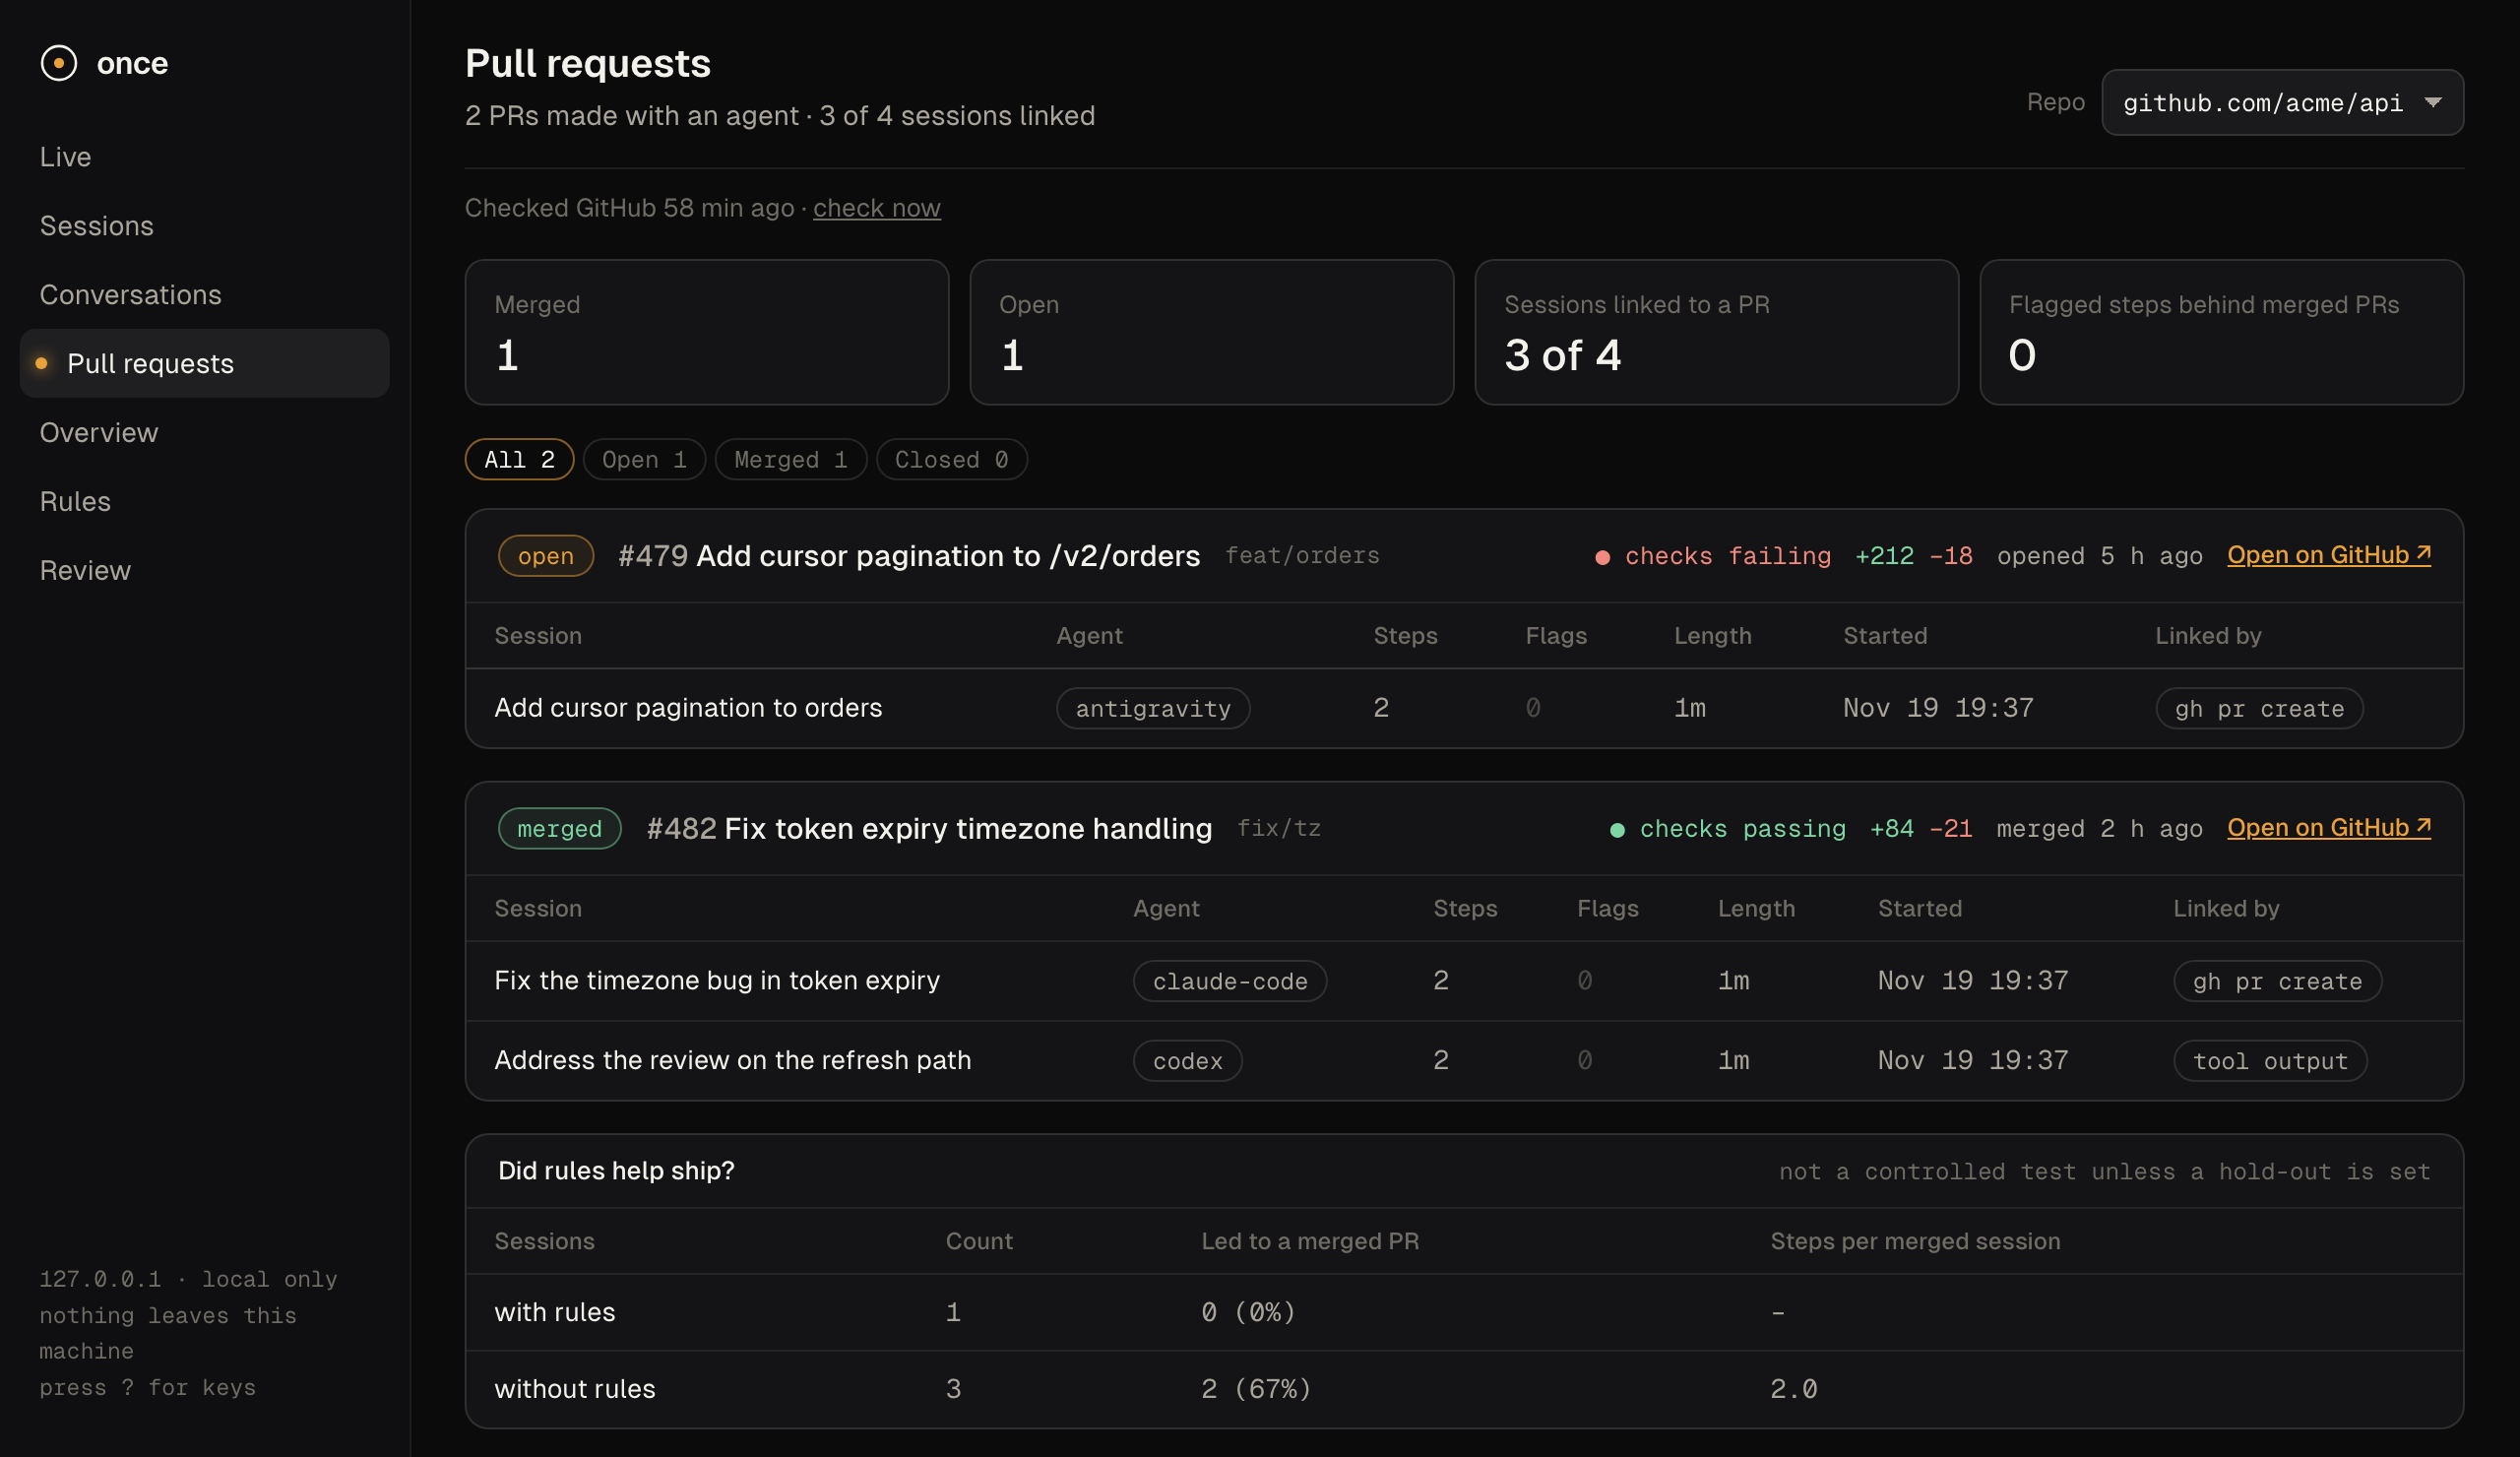 once
Live
Sessions
Conversations
Pull requests
Overview
Rules
Review
127.0.0.1 · local only
nothing leaves this
machine
press ? for keys
Pull requests
2 PRs made with an agent · 3 of 4 sessions linked
Repo github.com/acme/api
Checked GitHub 58 min ago · check now
Merged
1
Open
1
Sessions linked to a PR
3 of 4
Flagged steps behind merged PRs
0
All 2 Open 1 Merged 1 Closed 0
open #479 Add cursor pagination to /v2/orders feat/orders checks failing +212 −18 opened 5 h ago Open on GitHub ↗
Session Agent Steps Flags Length Started Linked by
Add cursor pagination to orders antigravity 2 0 1m Nov 19 19:37 gh pr create
merged #482 Fix token expiry timezone handling fix/tz checks passing +84 −21 merged 2 h ago Open on GitHub ↗
Session Agent Steps Flags Length Started Linked by
Fix the timezone bug in token expiry claude-code 2 0 1m Nov 19 19:37 gh pr create
Address the review on the refresh path codex 2 0 1m Nov 19 19:37 tool output
Did rules help ship? not a controlled test unless a hold-out is set
Sessions Count Led to a merged PR Steps per merged session
with rules 1 0 (0%) –
without rules 3 2 (67%) 2.0